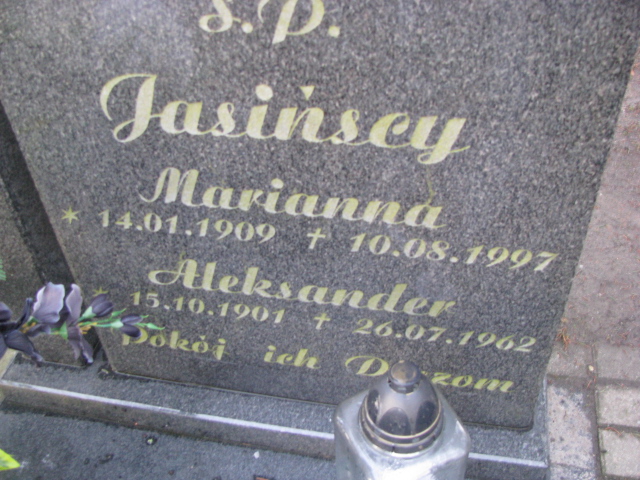 Ś.P.
Jasińscy
Marianna
* 14.01.1909 + 10.08.1997
Aleksander
* 15.10.1901 + 26.07.1962
Pokój ich Duszom